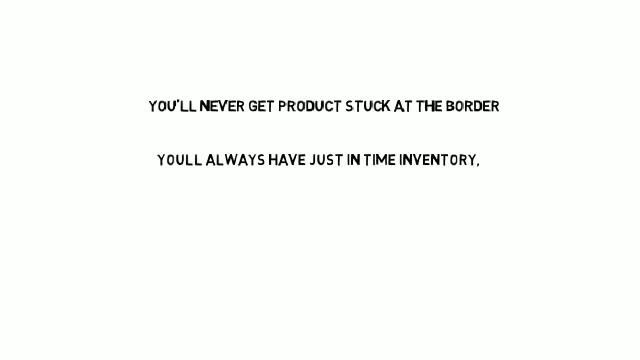 YOU'LL NEVER GET PRODUCT STUCK AT THE BORDER
YOULL ALWAYS HAVE JUST IN TIME INVENTORY,